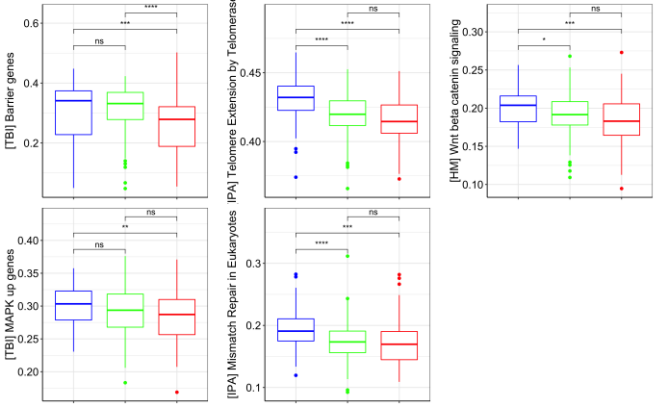 [TBI] Barrier genes
0.6
0.4
0.2
****
***
ns
[IPA] Telomere Extension by Telomerase
0.45
0.40
ns
****
****
[HM] Wnt beta catenin signaling
0.30
0.25
0.20
0.15
0.10
ns
***
*
[TBI] MAPK up genes
0.40
0.35
0.30
0.25
0.20
ns
**
ns
[IPA] Mismatch Repair in Eukaryotes
0.3
0.2
0.1
ns
***
****